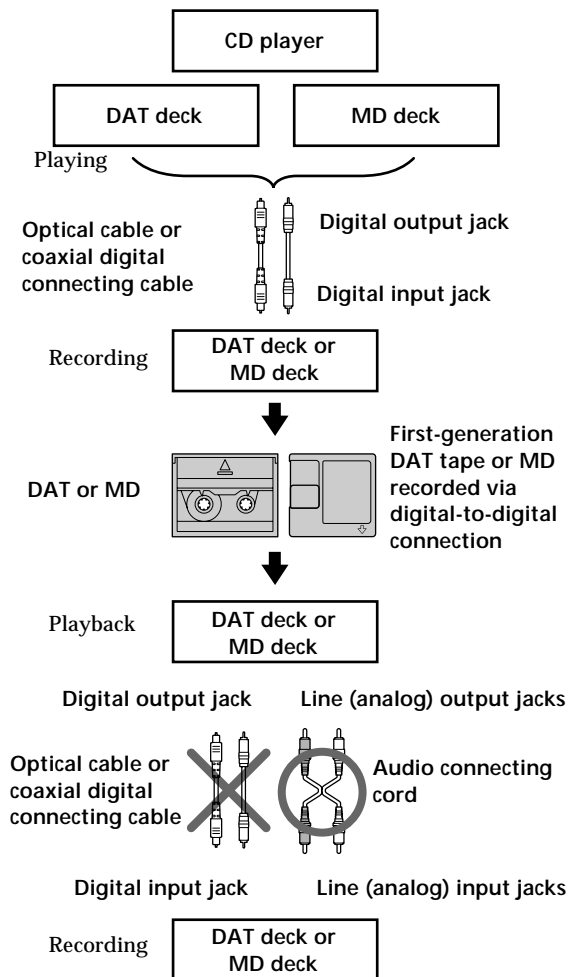 CD player
DAT deck
MD deck
Playing
Optical cable or
coaxial digital
connecting cable
Digital output jack
Digital input jack
Recording
DAT deck or
MD deck
DAT or MD
First-generation
DAT tape or MD
recorded via
digital-to-digital
connection
Playback
DAT deck or
MD deck
Digital output jack
Line (analog) output jacks
Optical cable or
coaxial digital
connecting cable
Audio connecting
cord
Digital input jack
Line (analog) input jacks
Recording
DAT deck or
MD deck